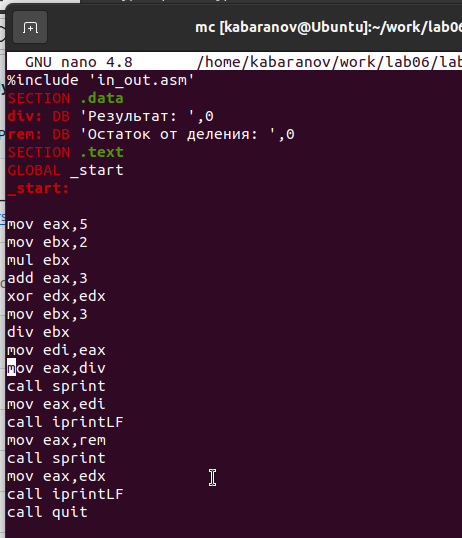 mc [kabaranov@Ubuntu]:~/work/lab06
GNU nano 4.8 /home/kabaranov/work/lab06/lab
%include 'in_out.asm'
SECTION .data
div: DB 'Результат: ',0
rem: DB 'Остаток от деления: ',0
SECTION .text
GLOBAL _start
_start:
mov eax,5
mov ebx,2
mul ebx
add eax,3
xor edx,edx
mov ebx,3
div ebx
mov edi,eax
mov eax,div
call sprint
mov eax,edi
call iprintLF
mov eax,rem
call sprint
mov eax,edx
call iprintLF
call quit